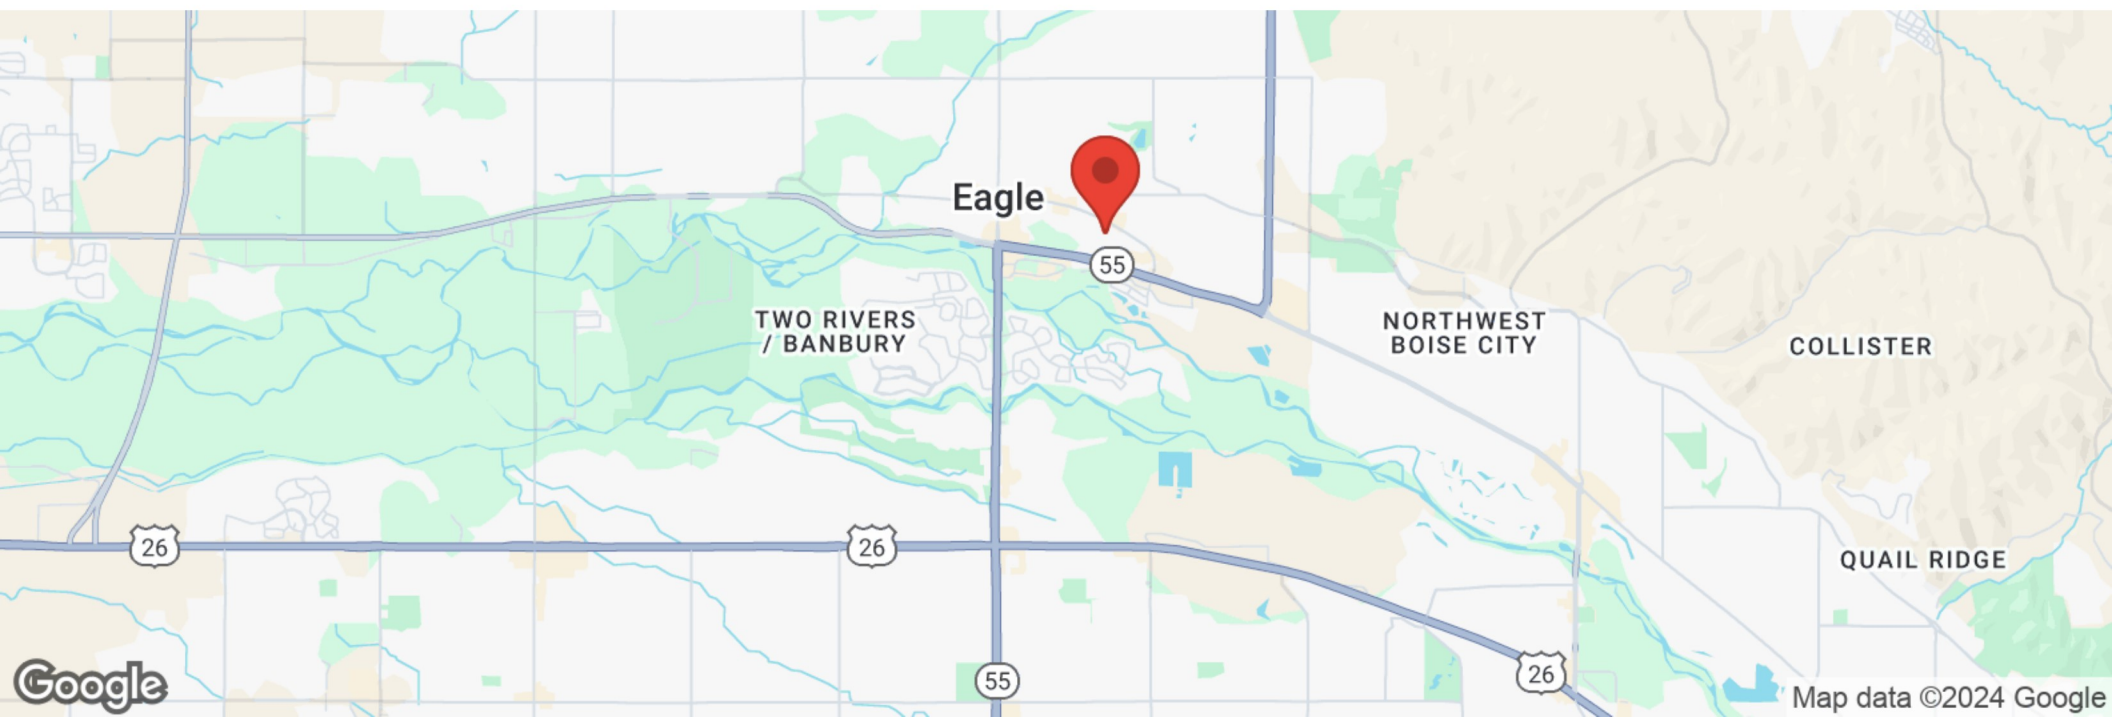 Eagle
55
TWO RIVERS
/ BANBURY
NORTHWEST
BOISE CITY
COLLISTER
26
26
QUAIL RIDGE
55
26
Google
Map data ©2024 Google